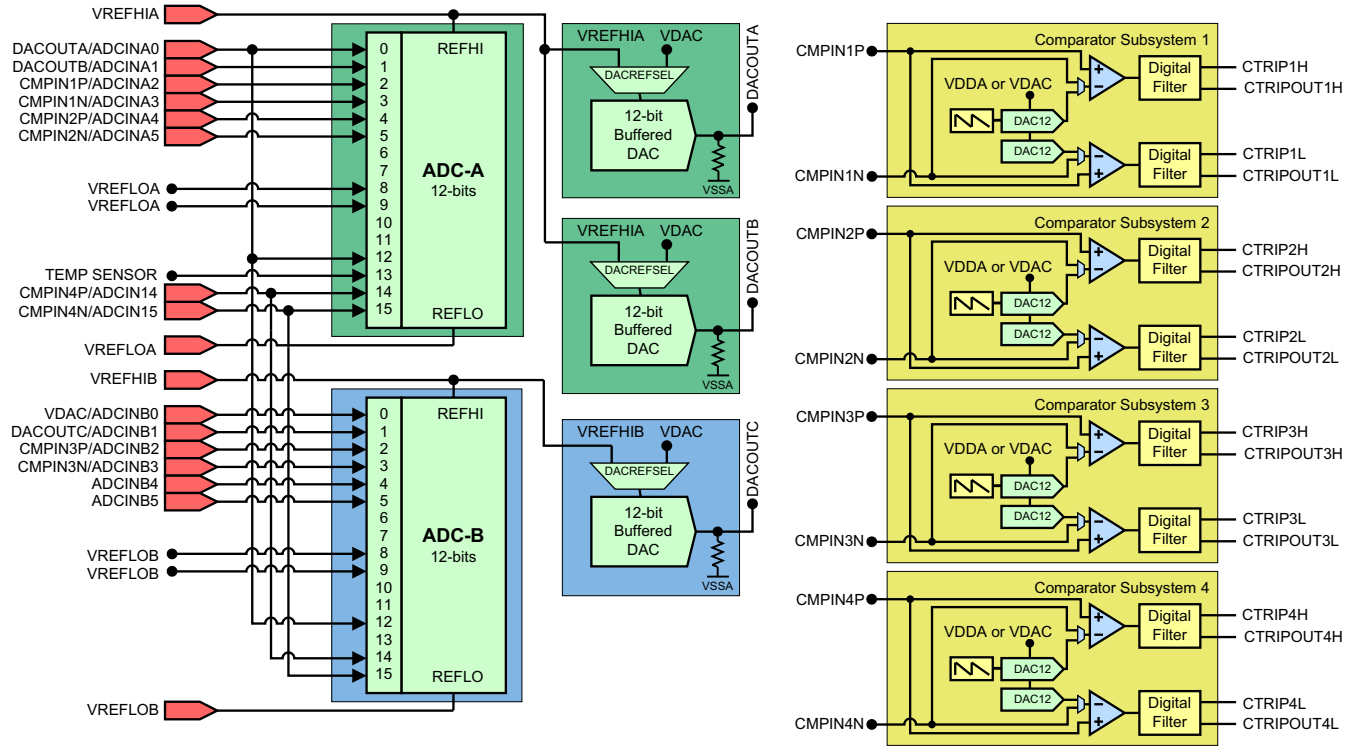 VREFHIA
DACOUTA/ADCINA0
DACOUTB/ADCINA1
CMPIN1P/ADCINA2
CMPIN1N/ADCINA3
CMPIN2P/ADCINA4
CMPIN2N/ADCINA5
VREFLOA
VREFLOA
TEMP SENSOR
CMPIN4P/ADCIN14
CMPIN4N/ADCIN15
VREFLOA
REFHI
0
1
2
3
4
5
6
7
8
9
10
11
12
13
14
15
ADC-A
12-bits
REFLO
VREFHIB
VDAC/ADCINB0
DACOUTC/ADCINB1
CMPIN3P/ADCINB2
CMPIN3N/ADCINB3
ADCINB4
ADCINB5
VREFLOB
VREFLOB
VREFLOB
REFHI
0
1
2
3
4
5
6
7
8
9
10
11
12
13
14
15
ADC-B
12-bits
REFLO
VREFHIA
VDAC
DACREFSEL
12-bit
Buffered
DAC
VSSA
DACOUTA
VREFHIA
VDAC
DACREFSEL
12-bit
Buffered
DAC
VSSA
DACOUTB
VREFHIB
VDAC
DACREFSEL
12-bit
Buffered
DAC
VSSA
DACOUTC
Comparator Subsystem 1
CMPIN1P
CMPIN1N
VDDA or VDAC
DAC12
DAC12
Digital
Filter
Digital
Filter
CTRIP1H
CTRIPOUT1H
CTRIP1L
CTRIPOUT1L
Comparator Subsystem 2
CMPIN2P
CMPIN2N
VDDA or VDAC
DAC12
DAC12
Digital
Filter
Digital
Filter
CTRIP2H
CTRIPOUT2H
CTRIP2L
CTRIPOUT2L
Comparator Subsystem 3
CMPIN3P
CMPIN3N
VDDA or VDAC
DAC12
DAC12
Digital
Filter
Digital
Filter
CTRIP3H
CTRIPOUT3H
CTRIP3L
CTRIPOUT3L
Comparator Subsystem 4
CMPIN4P
CMPIN4N
VDDA or VDAC
DAC12
DAC12
Digital
Filter
Digital
Filter
CTRIP4H
CTRIPOUT4H
CTRIP4L
CTRIPOUT4L